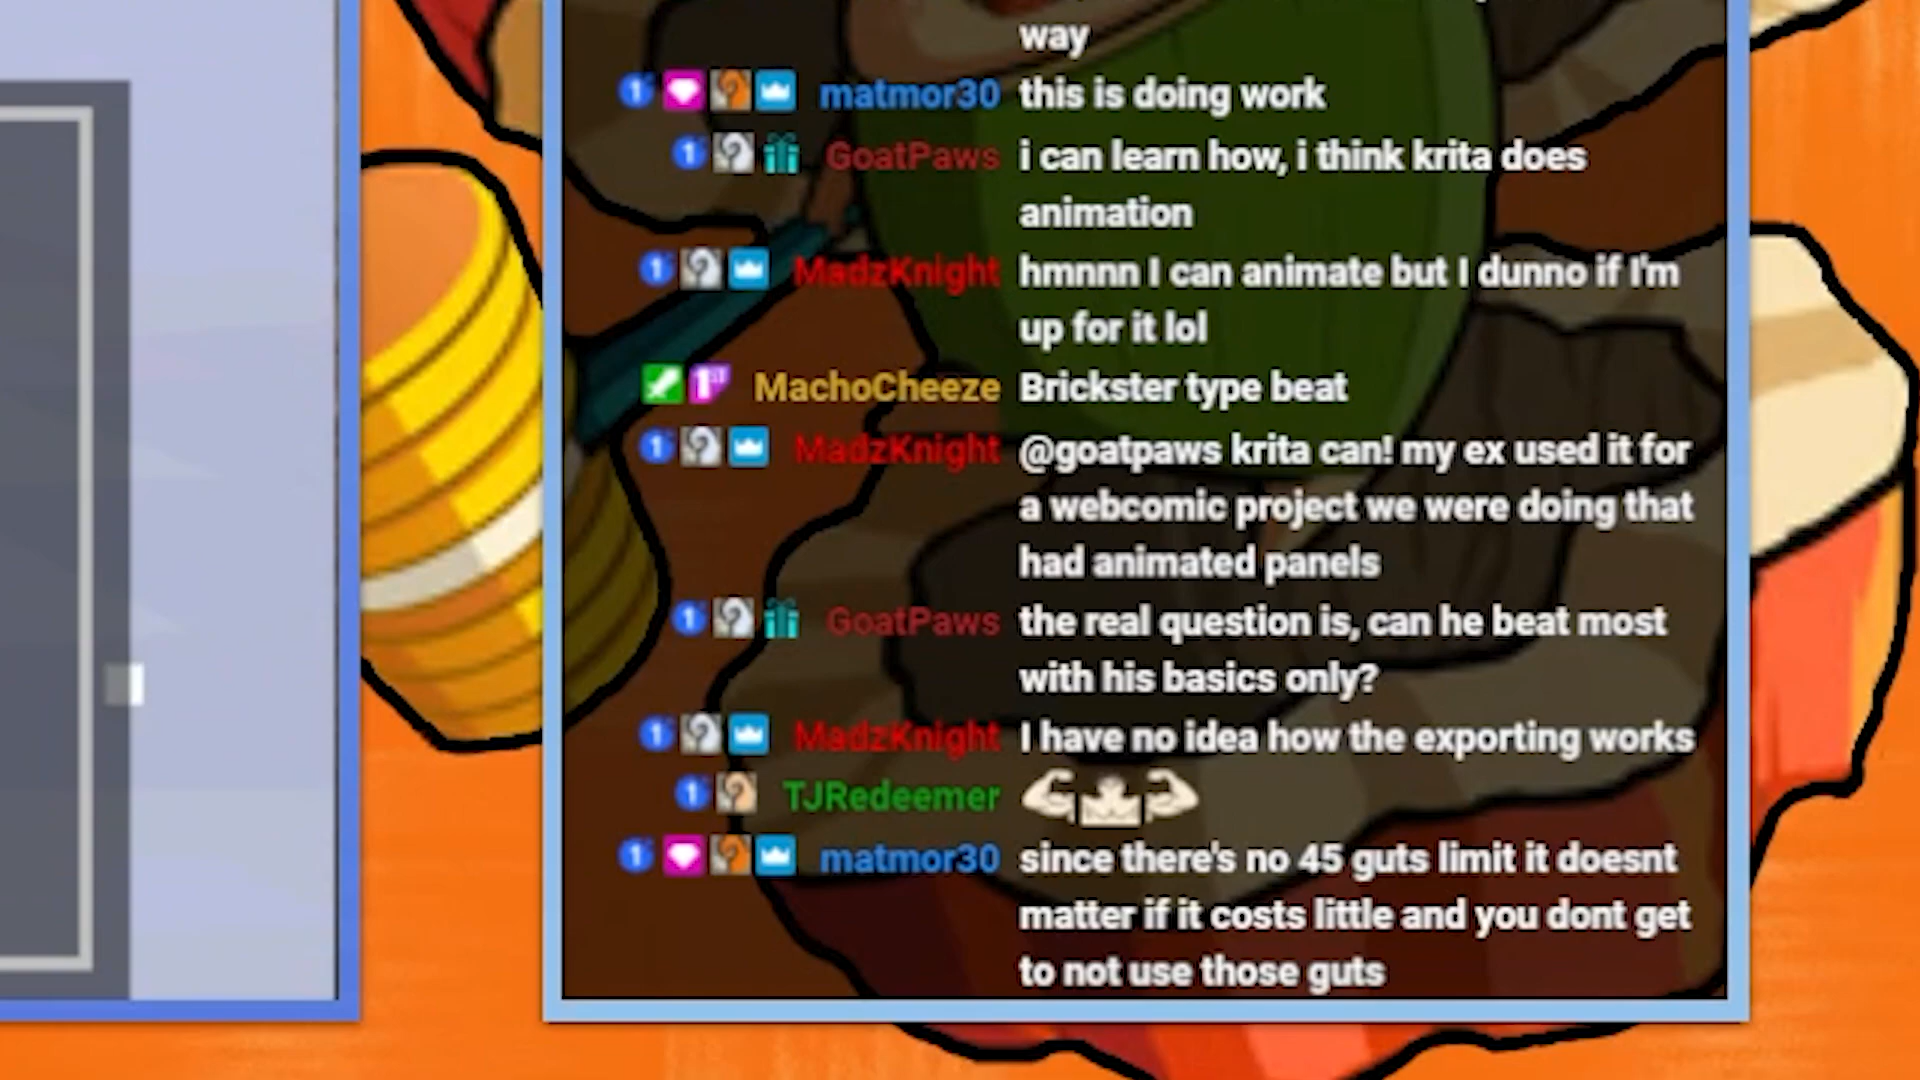 way
matmor30 this is doing work
GoatPaws i can learn how, i think krita does
animation
MadzKnight hmnnn I can animate but I dunno if I'm
up for it lol
MachoCheeze Brickster type beat
MadzKnight @goatpaws krita can! my ex used it for
a webcomic project we were doing that
had animated panels
GoatPaws the real question is, can he beat most
with his basics only?
MadzKnight I have no idea how the exporting works
TJRedeemer
matmor30 since there's no 45 guts limit it doesnt
matter if it costs little and you dont get
to not use those guts